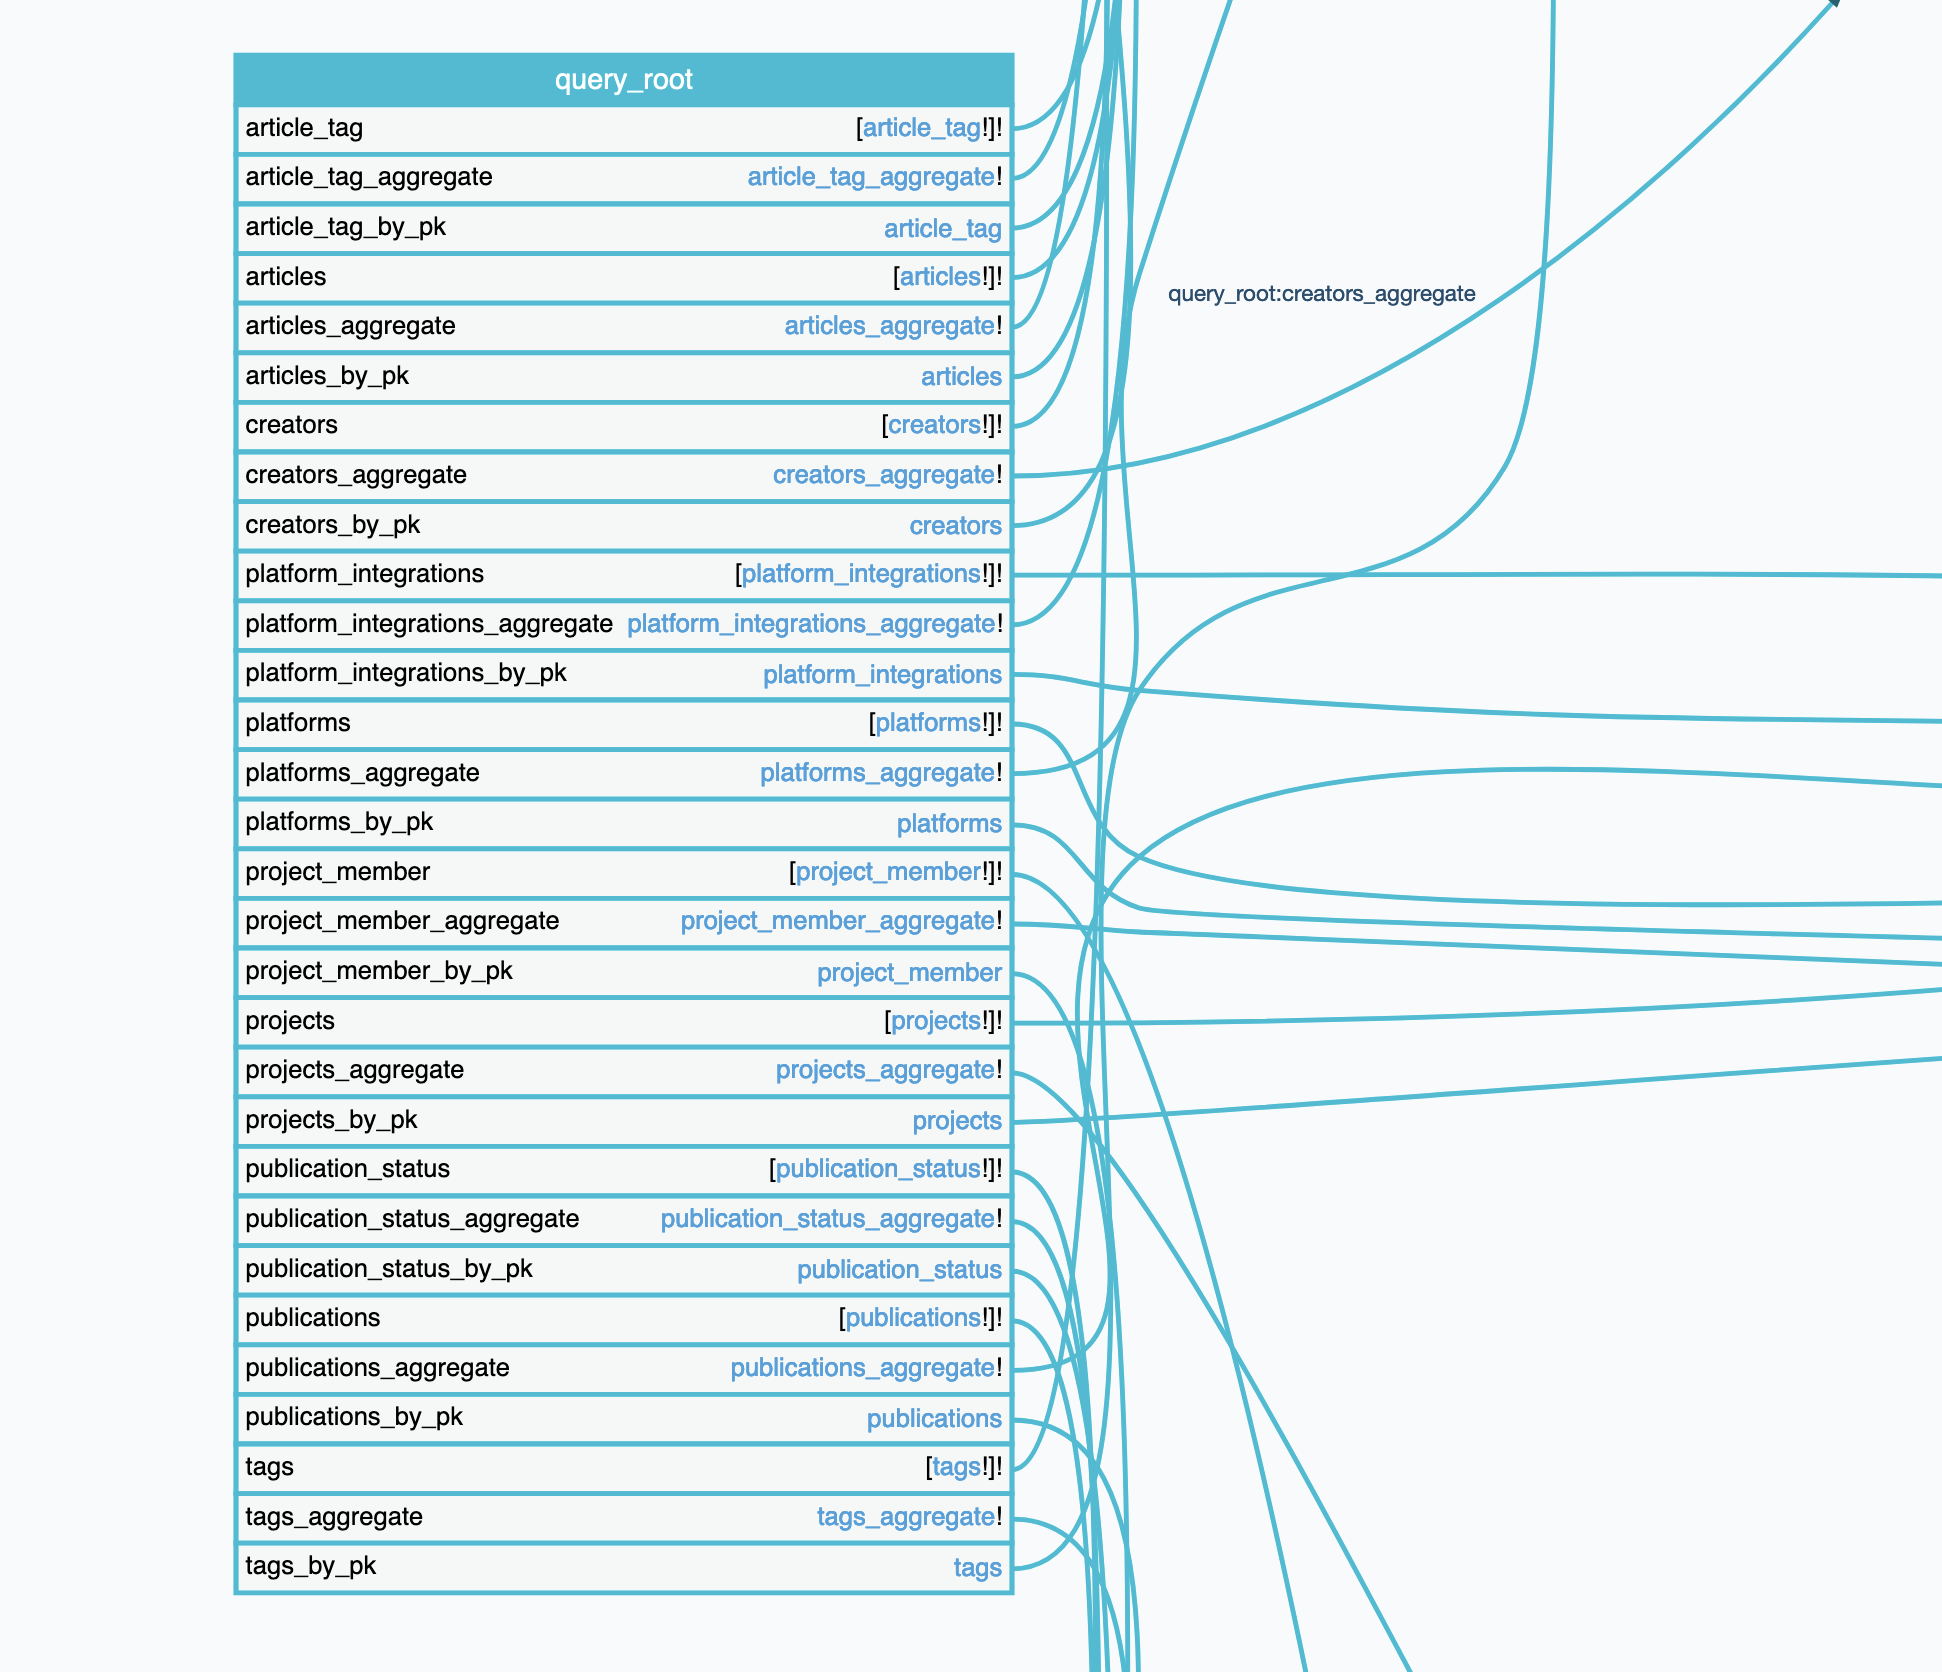 query_root
article_tag [article_tag!]!
article_tag_aggregate article_tag_aggregate!
article_tag_by_pk article_tag
articles [articles!]!
query_root:creators_aggregate
articles_aggregate articles_aggregate!
articles_by_pk articles
creators [creators!]!
creators_aggregate creators_aggregate!
creators_by_pk creators
platform_integrations [platform_integrations!]!
platform_integrations_aggregate platform_integrations_aggregate!
platform_integrations_by_pk platform_integrations
platforms [platforms!]!
platforms_aggregate platforms_aggregate!
platforms_by_pk platforms
project_member [project_member!]!
project_member_aggregate project_member_aggregate!
project_member_by_pk project_member
projects [projects!]!
projects_aggregate projects_aggregate!
projects_by_pk projects
publication_status [publication_status!]!
publication_status_aggregate publication_status_aggregate!
publication_status_by_pk publication_status
publications [publications!]!
publications_aggregate publications_aggregate!
publications_by_pk publications
tags [tags!]!
tags_aggregate tags_aggregate!
tags_by_pk tags